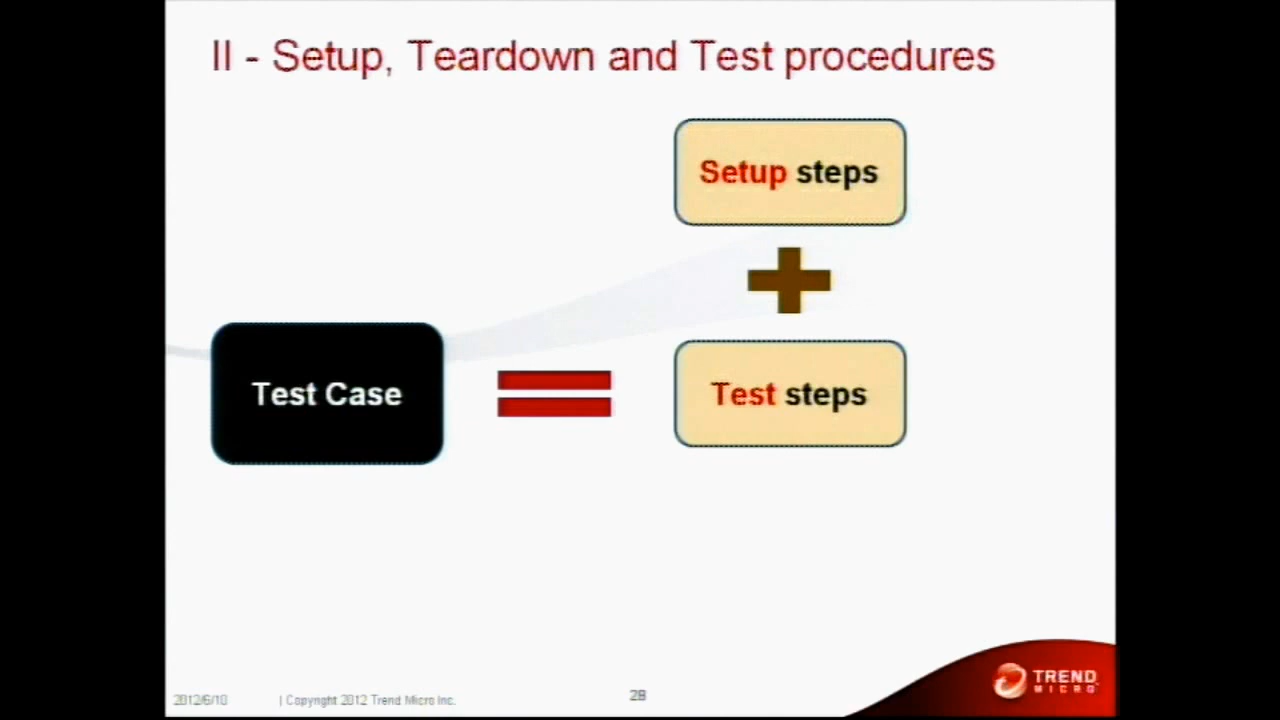 II - Setup, Teardown and Test procedures
Setup steps
Test Case
Test steps
2012/6/10
| Copyright 2012 Trend Micro Inc.
28
TREND
MICRO